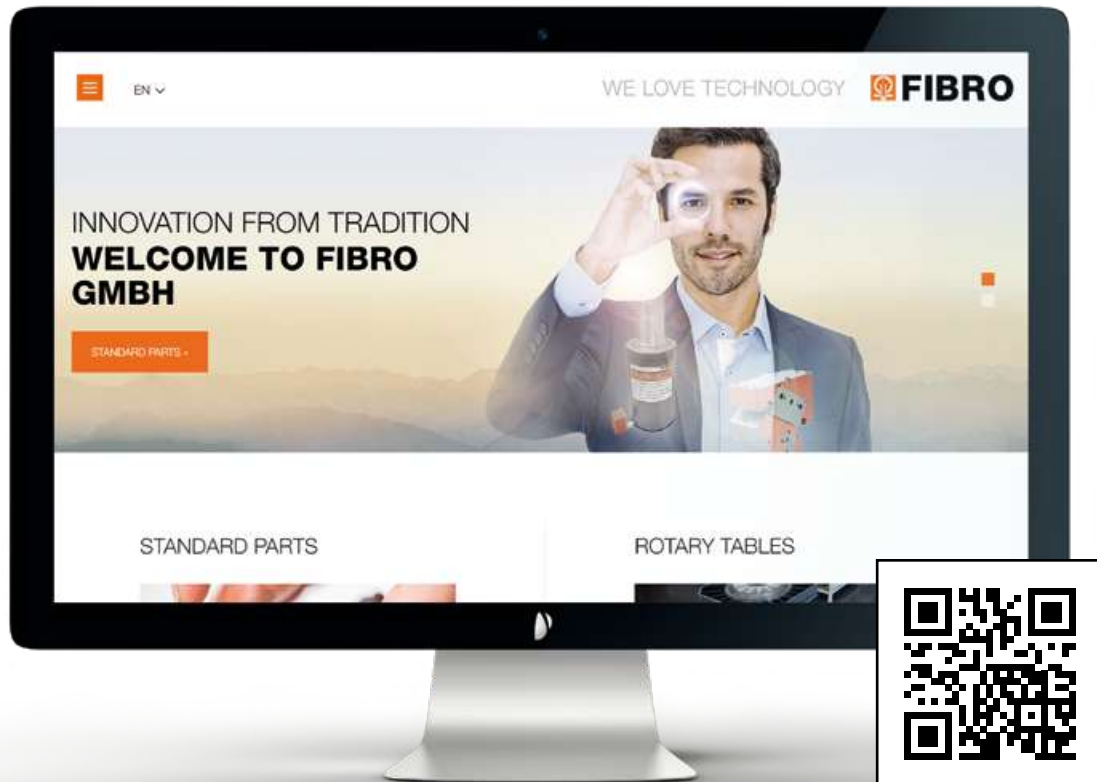 EN
WE LOVE TECHNOLOGY
FIBRO
INNOVATION FROM TRADITION
WELCOME TO FIBRO
GMBH
STANDARD PARTS »
STANDARD PARTS
ROTARY TABLES